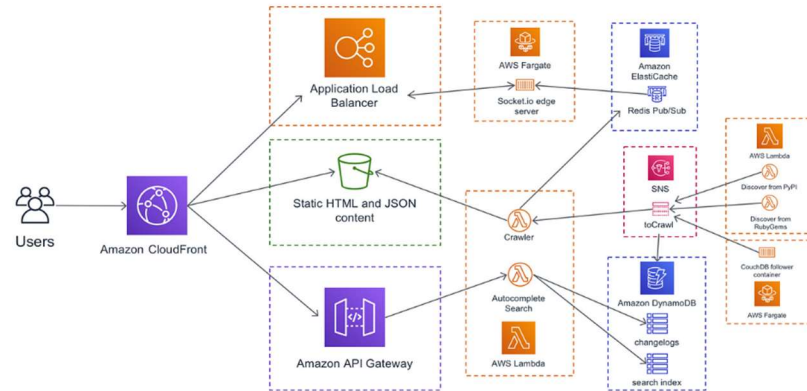 Users
Amazon CloudFront
Application Load
Balancer
Static HTML and JSON
content
Amazon API Gateway
AWS Fargate
Socket.io edge
server
Crawler
Autocomplete
Search
AWS Lambda
Amazon
ElastiCache
Redis Pub/Sub
SNS
toCrawl
Amazon DynamoDB
changelogs
search index
AWS Lambda
Discover from PyPI
Discover from
RubyGems
CouchDB follower
container
AWS Fargate